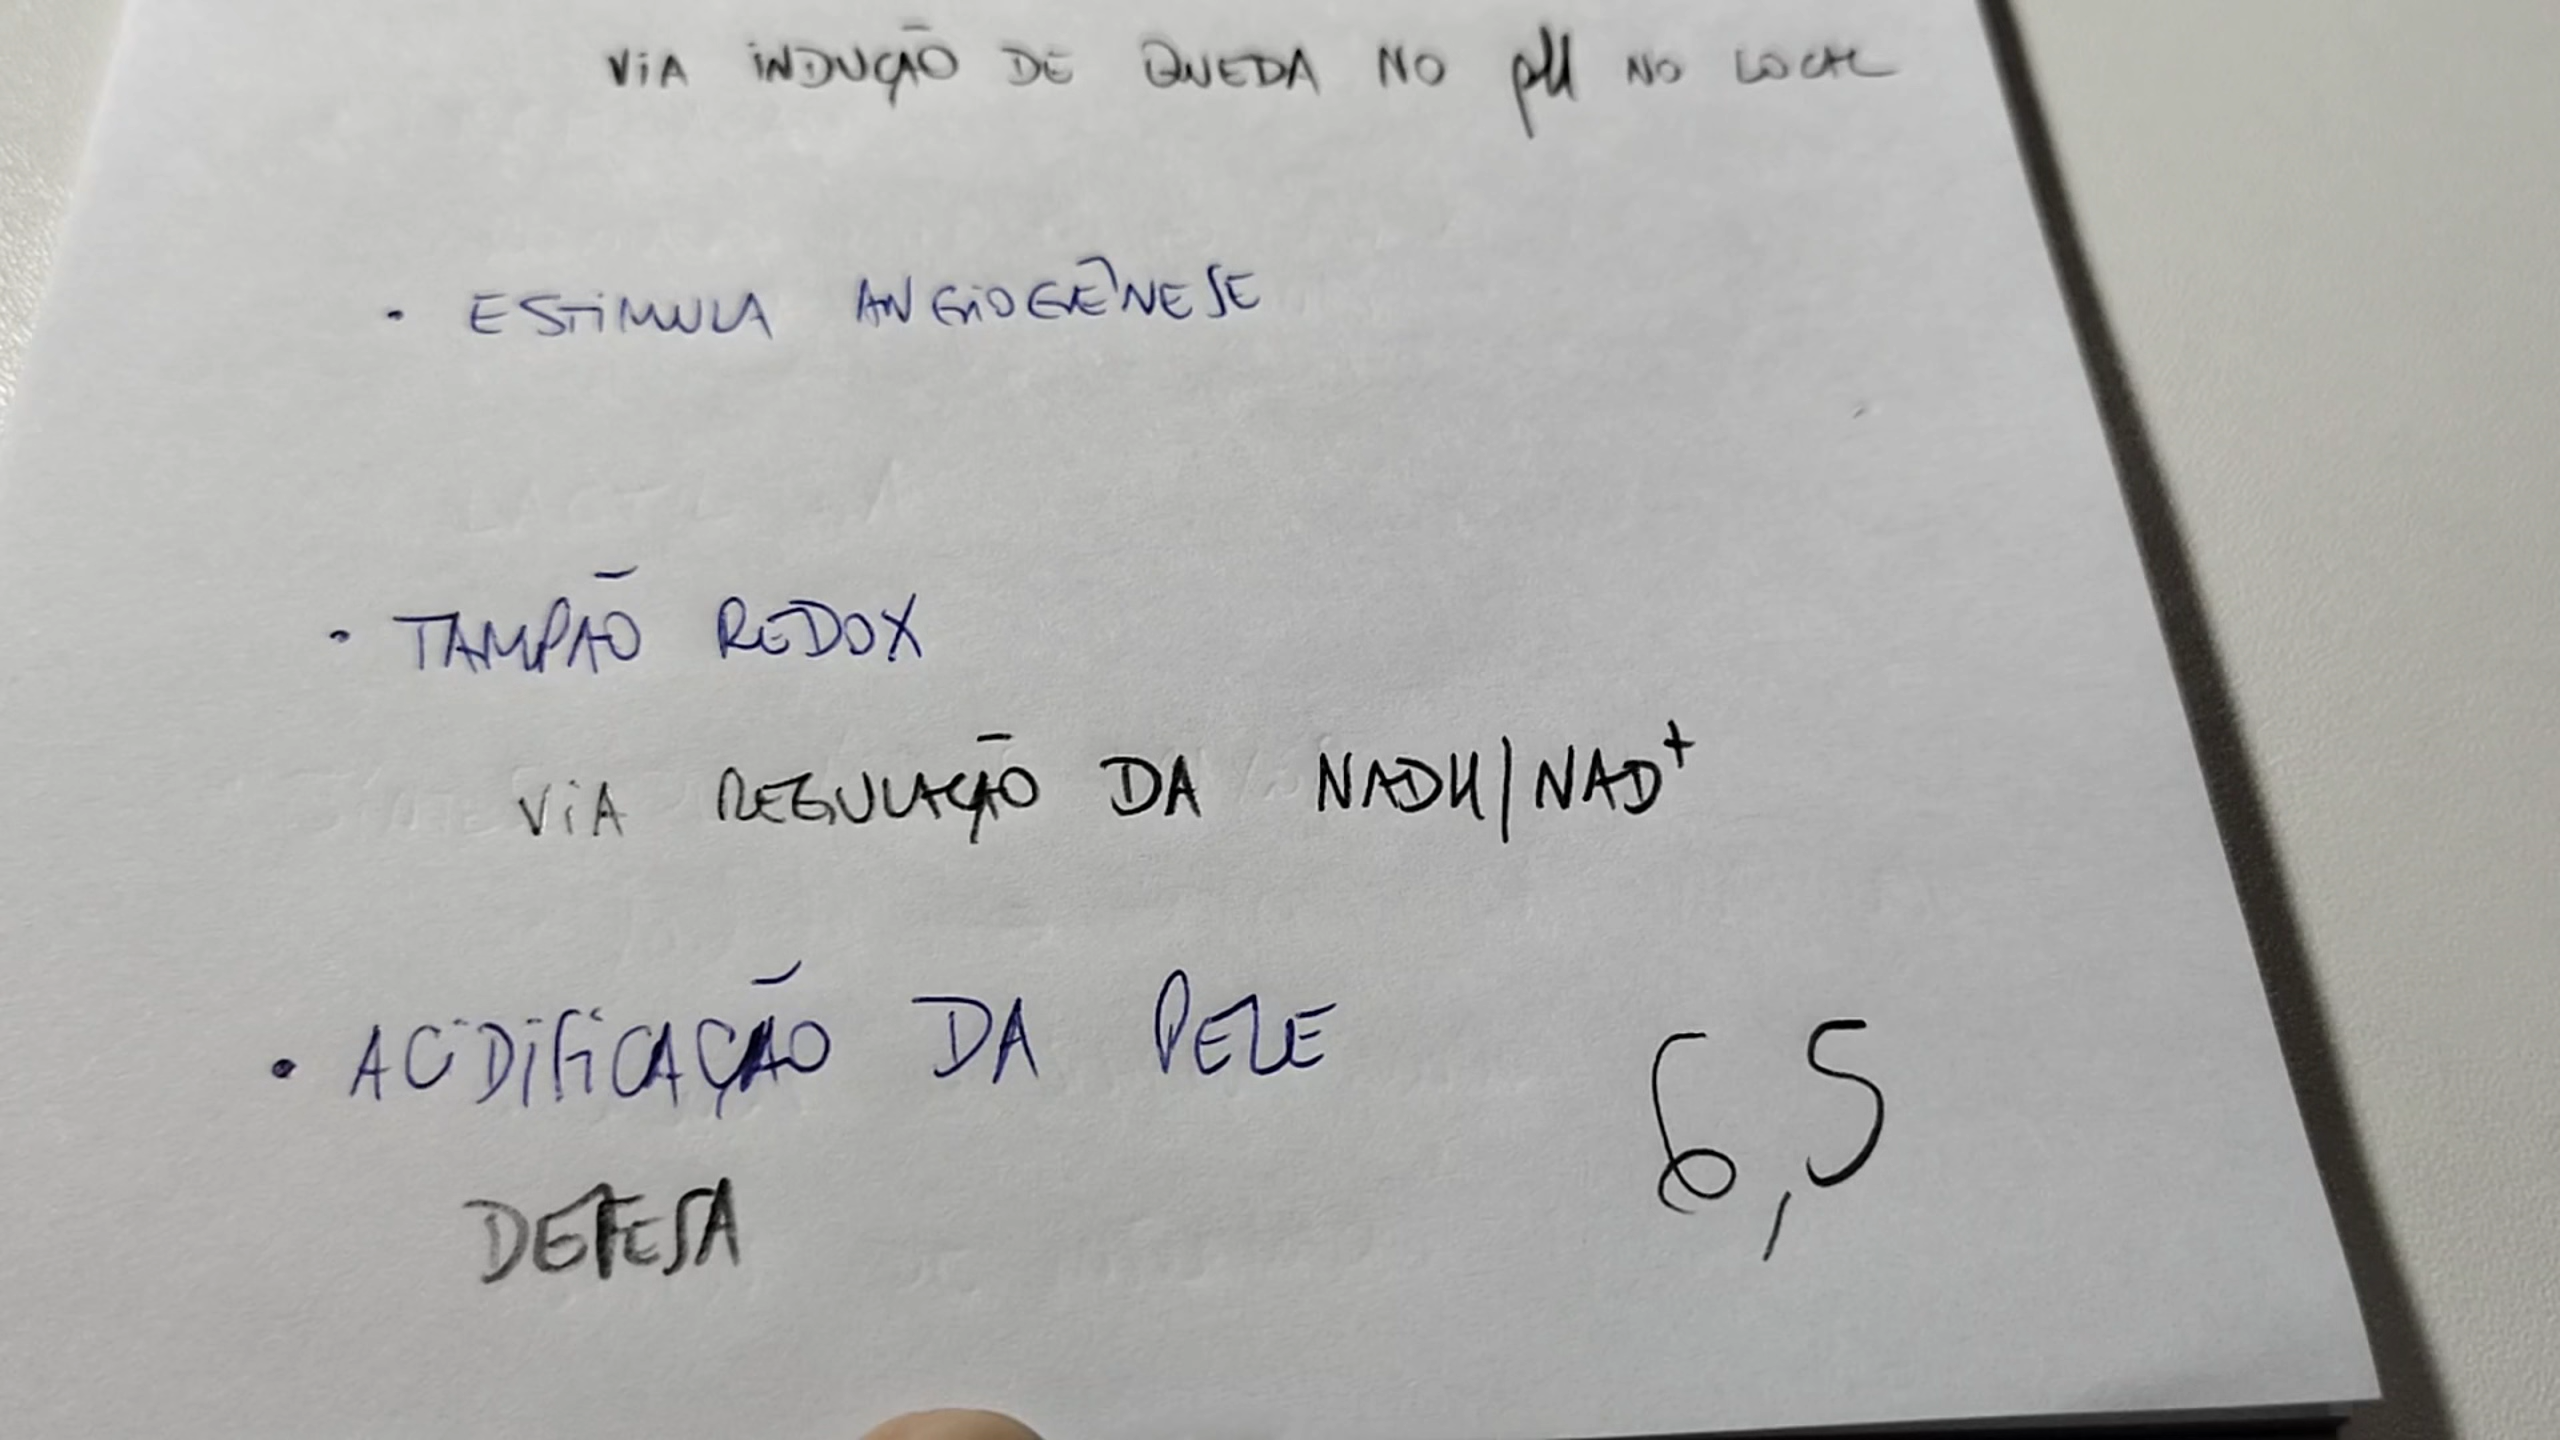 VIA INDUÇÃO DE QUEDA NO pH NO LOCAL
• ESTIMULA ANGIOGÊNESE
• TAMPÃO REDOX
VIA REGULAÇÃO DA NADH/NAD⁺
• ACIDIFICAÇÃO DA PELE
6,5
DEFESA